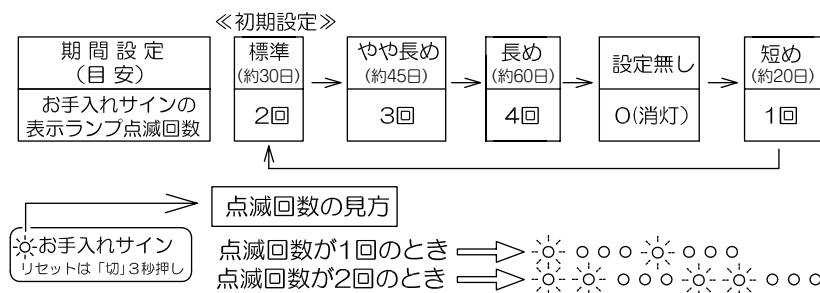 ≪初期設定≫
期間設定
(目安)
標準
(約30日)
やや長め
(約45日)
長め
(約60日)
設定無し
短め
(約20日)
お手入れサインの
表示ランプ点滅回数
2回
3回
4回
0(消灯)
1回
点滅回数の見方
お手入れサイン
リセットは「切」3秒押し
点滅回数が1回のとき
点滅回数が2回のとき